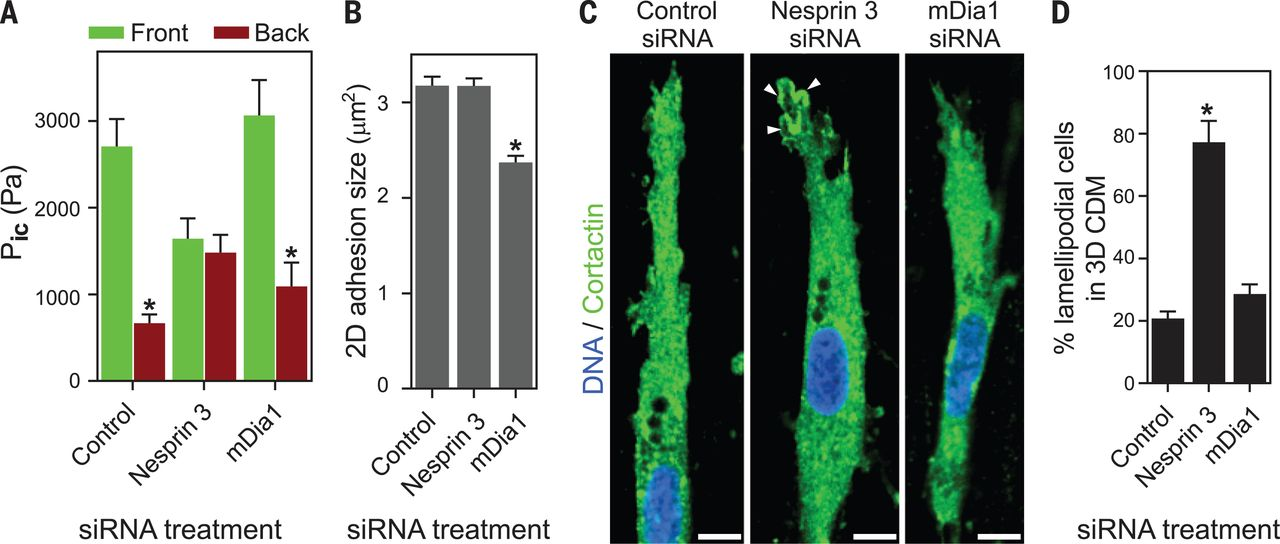 A
Front Back
P_ic (Pa)
3000
2000
1000
0
Control
Nesprin 3
mDia1
siRNA treatment
B
2D adhesion size (μm²)
3
2
1
0
Control
Nesprin 3
mDia1
siRNA treatment
C
Control
siRNA
Nesprin 3
siRNA
mDia1
siRNA
DNA / Cortactin
D
% lamellipodial cells
in 3D CDM
100
80
60
40
20
0
Control
Nesprin 3
mDia1
siRNA treatment
*
*
*
*